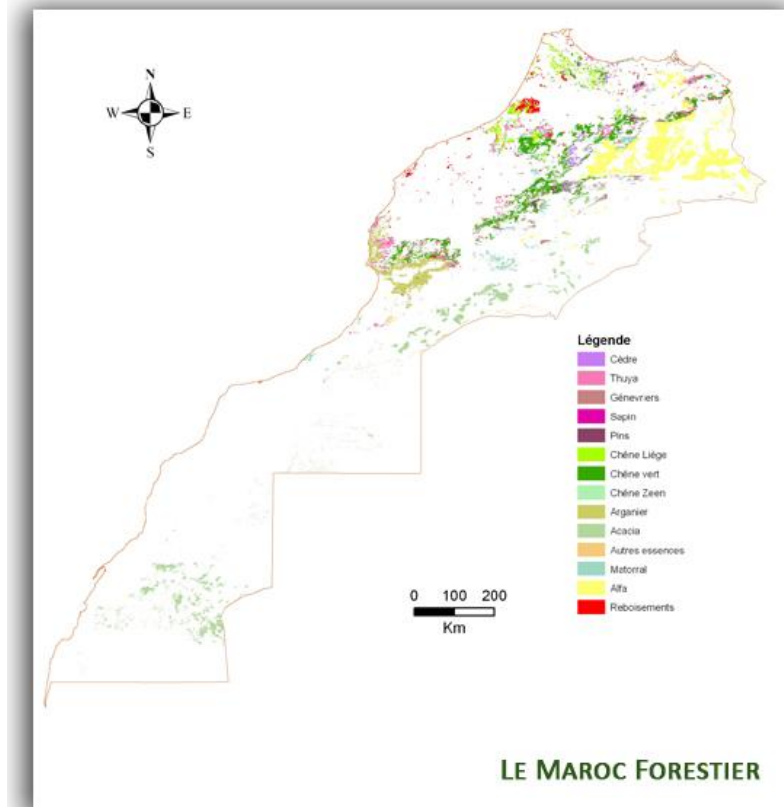 N
W E
S
Légende
Cèdre
Thuya
Génevriers
Sapin
Pins
Chêne Liège
Chêne vert
Chêne Zeen
Arganier
Acacia
Autres essences
Matorral
Alfa
Reboisements
0 100 200
Km
LE MAROC FORESTIER